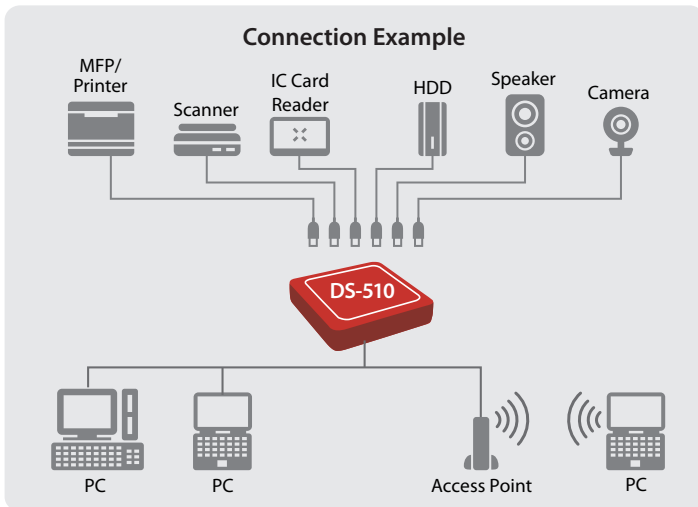 Connection Example
MFP/
Printer
Scanner
IC Card
Reader
HDD
Speaker
Camera
DS-510
PC
PC
Access Point
PC